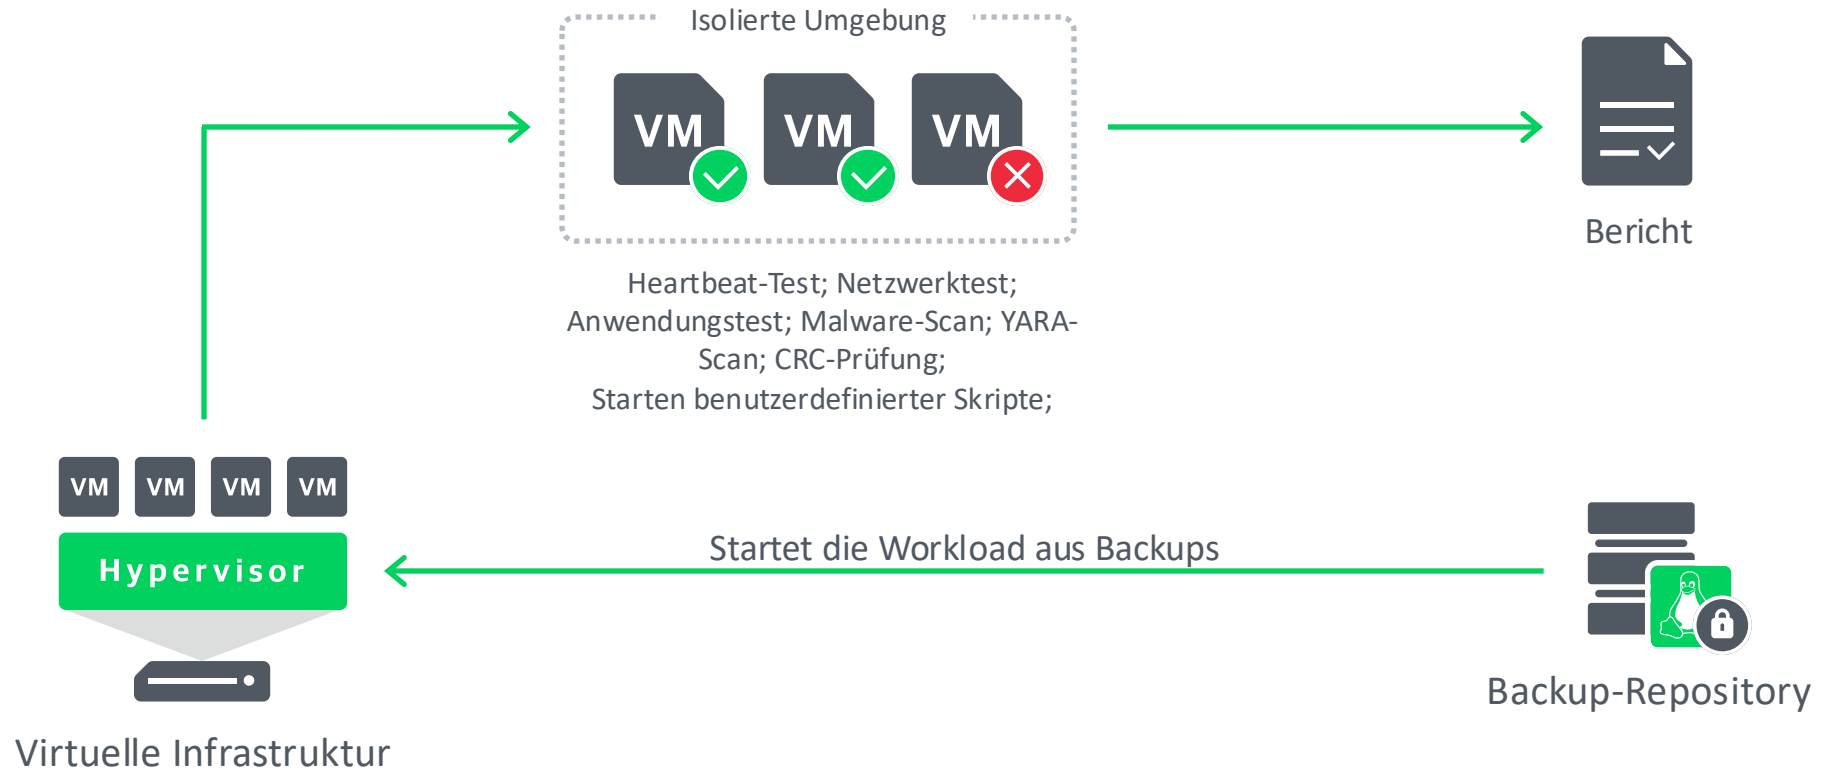 Isolierte Umgebung
VM VM VM
Bericht
Heartbeat-Test; Netzwerktest;
Anwendungstest; Malware-Scan; YARA-
Scan; CRC-Prüfung;
Starten benutzerdefinierter Skripte;
VM VM VM VM
Hypervisor
Startet die Workload aus Backups
Backup-Repository
Virtuelle Infrastruktur